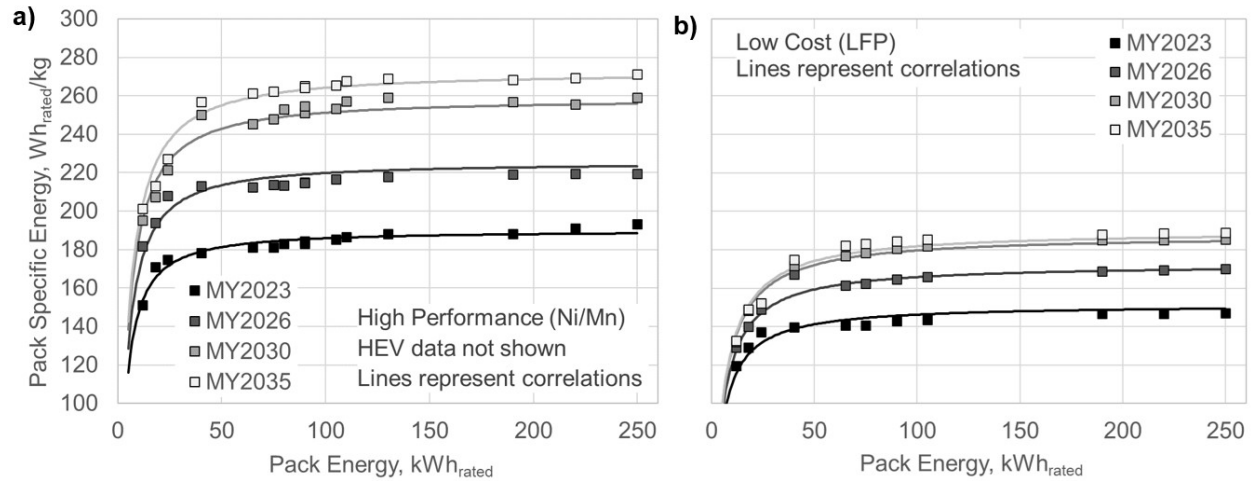 a)
Pack Specific Energy, Wh_rated/kg
300
280
260
240
220
200
180
160
140
120
100
MY2023
MY2026
MY2030
MY2035
High Performance (Ni/Mn)
HEV data not shown
Lines represent correlations
0 50 100 150 200 250
Pack Energy, kWh_rated
b)
Low Cost (LFP)
Lines represent correlations
MY2023
MY2026
MY2030
MY2035
0 50 100 150 200 250
Pack Energy, kWh_rated